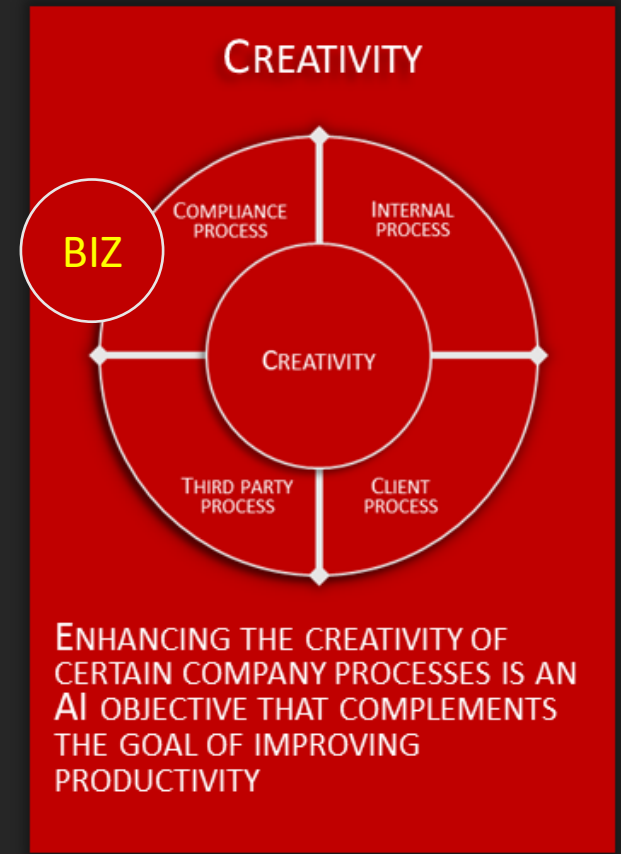 CREATIVITY
COMPLIANCE
PROCESS
INTERNAL
PROCESS
BIZ
CREATIVITY
THIRD PARTY
PROCESS
CLIENT
PROCESS
ENHANCING THE CREATIVITY OF
CERTAIN COMPANY PROCESSES IS AN
AI OBJECTIVE THAT COMPLEMENTS
THE GOAL OF IMPROVING
PRODUCTIVITY